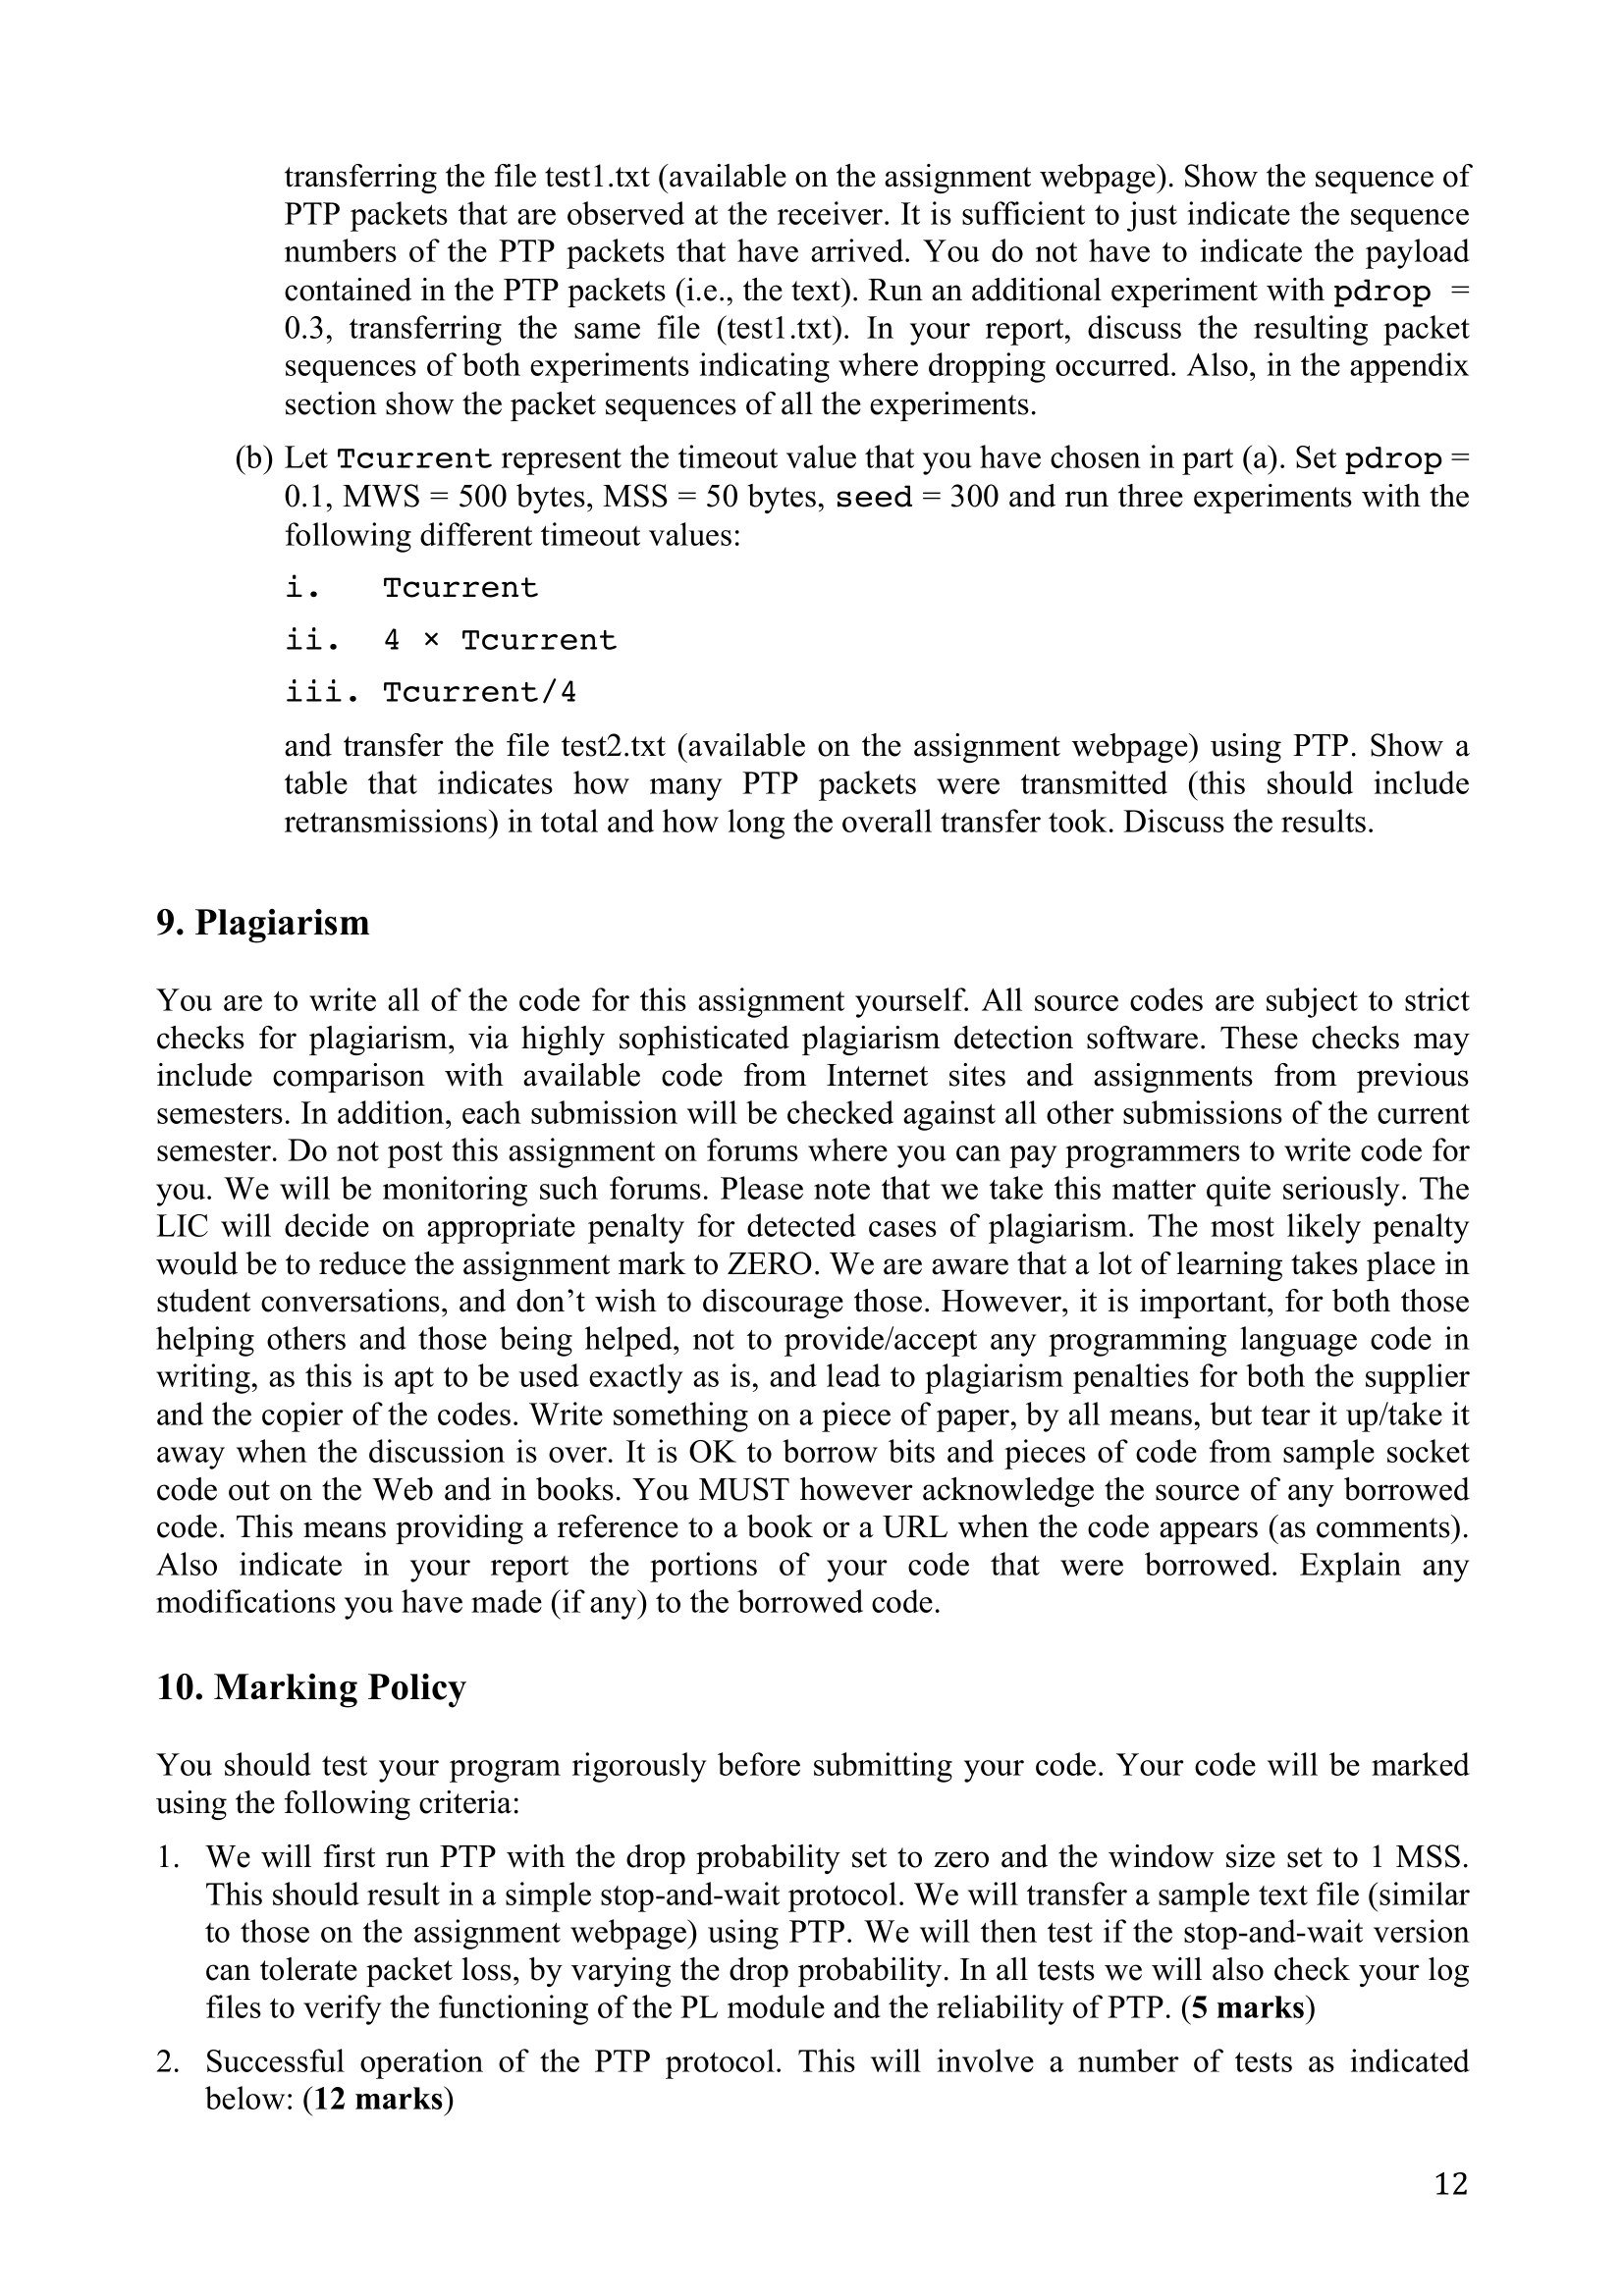 transferring the file test1.txt (available on the assignment webpage). Show the sequence of
PTP packets that are observed at the receiver. It is sufficient to just indicate the sequence
numbers of the PTP packets that have arrived. You do not have to indicate the payload
contained in the PTP packets (i.e., the text). Run an additional experiment with pdrop =
0.3, transferring the same file (test1.txt). In your report, discuss the resulting packet
sequences of both experiments indicating where dropping occurred. Also, in the appendix
section show the packet sequences of all the experiments.
(b) Let Tcurrent represent the timeout value that you have chosen in part (a). Set pdrop =
0.1, MWS = 500 bytes, MSS = 50 bytes, seed = 300 and run three experiments with the
following different timeout values:
i. Tcurrent
ii. 4 × Tcurrent
iii. Tcurrent/4
and transfer the file test2.txt (available on the assignment webpage) using PTP. Show a
table that indicates how many PTP packets were transmitted (this should include
retransmissions) in total and how long the overall transfer took. Discuss the results.
9. Plagiarism
You are to write all of the code for this assignment yourself. All source codes are subject to strict
checks for plagiarism, via highly sophisticated plagiarism detection software. These checks may
include comparison with available code from Internet sites and assignments from previous
semesters. In addition, each submission will be checked against all other submissions of the current
semester. Do not post this assignment on forums where you can pay programmers to write code for
you. We will be monitoring such forums. Please note that we take this matter quite seriously. The
LIC will decide on appropriate penalty for detected cases of plagiarism. The most likely penalty
would be to reduce the assignment mark to ZERO. We are aware that a lot of learning takes place in
student conversations, and don’t wish to discourage those. However, it is important, for both those
helping others and those being helped, not to provide/accept any programming language code in
writing, as this is apt to be used exactly as is, and lead to plagiarism penalties for both the supplier
and the copier of the codes. Write something on a piece of paper, by all means, but tear it up/take it
away when the discussion is over. It is OK to borrow bits and pieces of code from sample socket
code out on the Web and in books. You MUST however acknowledge the source of any borrowed
code. This means providing a reference to a book or a URL when the code appears (as comments).
Also indicate in your report the portions of your code that were borrowed. Explain any
modifications you have made (if any) to the borrowed code.
10. Marking Policy
You should test your program rigorously before submitting your code. Your code will be marked
using the following criteria:
1. We will first run PTP with the drop probability set to zero and the window size set to 1 MSS.
This should result in a simple stop-and-wait protocol. We will transfer a sample text file (similar
to those on the assignment webpage) using PTP. We will then test if the stop-and-wait version
can tolerate packet loss, by varying the drop probability. In all tests we will also check your log
files to verify the functioning of the PL module and the reliability of PTP. (5 marks)
2. Successful operation of the PTP protocol. This will involve a number of tests as indicated
below: (12 marks)
12